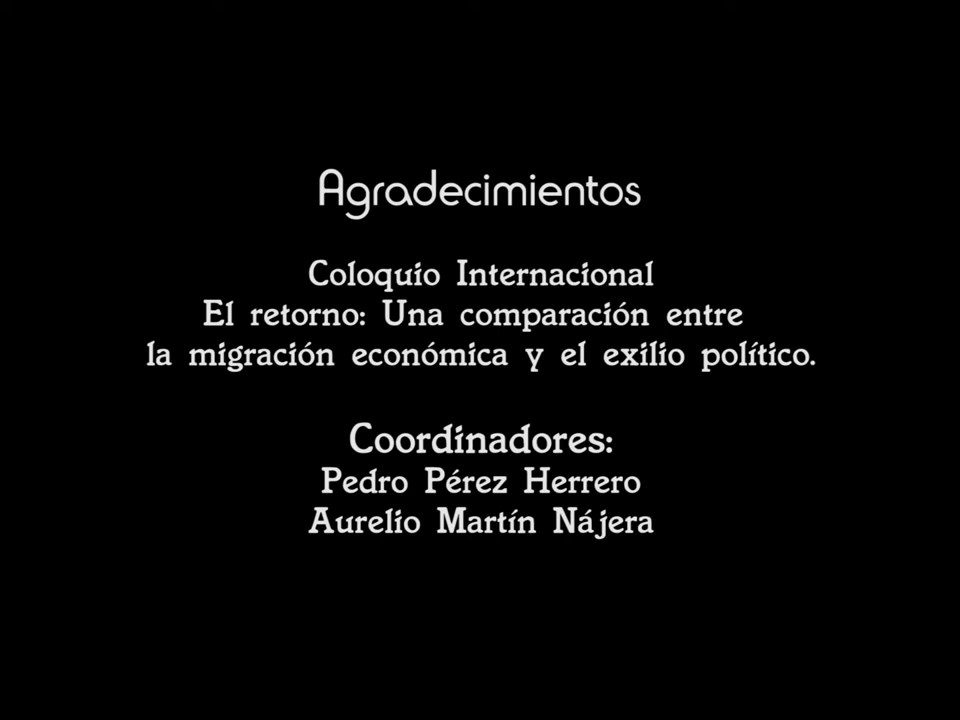 Agradecimientos
Coloquio Internacional
El retorno: Una comparación entre
la migración económica y el exilio político.
Coordinadores:
Pedro Pérez Herrero
Aurelio Martín Nájera